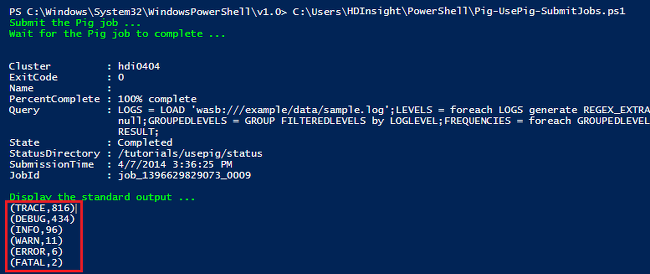 PS C:\Windows\System32\WindowsPowerShell\v1.0> C:\Users\HDInsight\PowerShell\Pig-UsePig-SubmitJobs.ps1
Submit the Pig job ...
Wait for the Pig job to complete ...
Cluster : hdi0404
ExitCode : 0
Name :
PercentComplete : 100% complete
Query : LOGS = LOAD 'wasb:///example/data/sample.log';LEVELS = foreach LOGS generate REGEX_EXTRA
null;GROUPEDLEVELS = GROUP FILTEREDLEVELS by LOGLEVEL;FREQUENCIES = foreach GROUPEDLEVEL
RESULT;
State : Completed
StatusDirectory : /tutorials/usepig/status
SubmissionTime : 4/7/2014 3:36:25 PM
JobId : job_1396629829073_0009
Display the standard output ...
(TRACE,816)
(DEBUG,434)
(INFO,96)
(WARN,11)
(ERROR,6)
(FATAL,2)